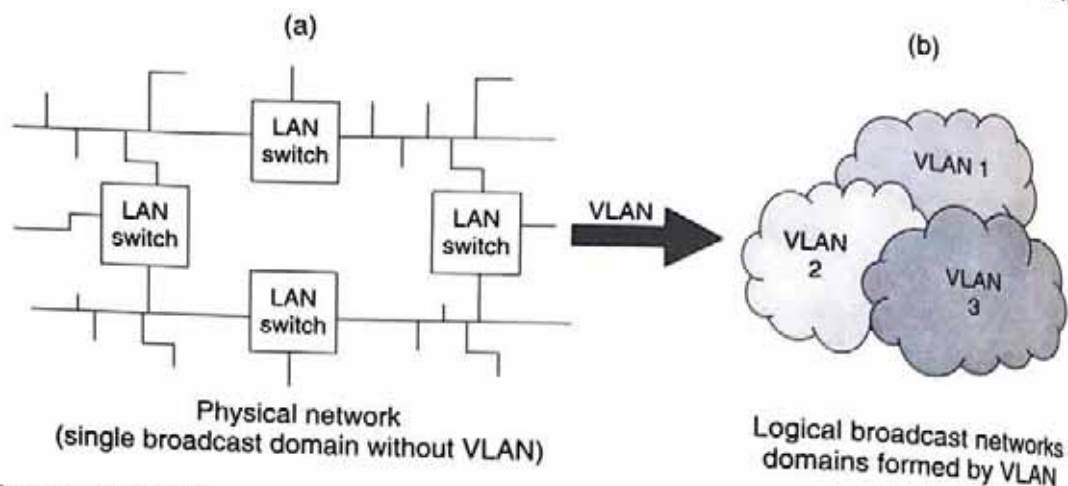 (a)
LAN
switch
LAN
switch
LAN
switch
LAN
switch
Physical network
(single broadcast domain without VLAN)
VLAN
(b)
VLAN 1
VLAN
2
VLAN
3
Logical broadcast networks
domains formed by VLAN